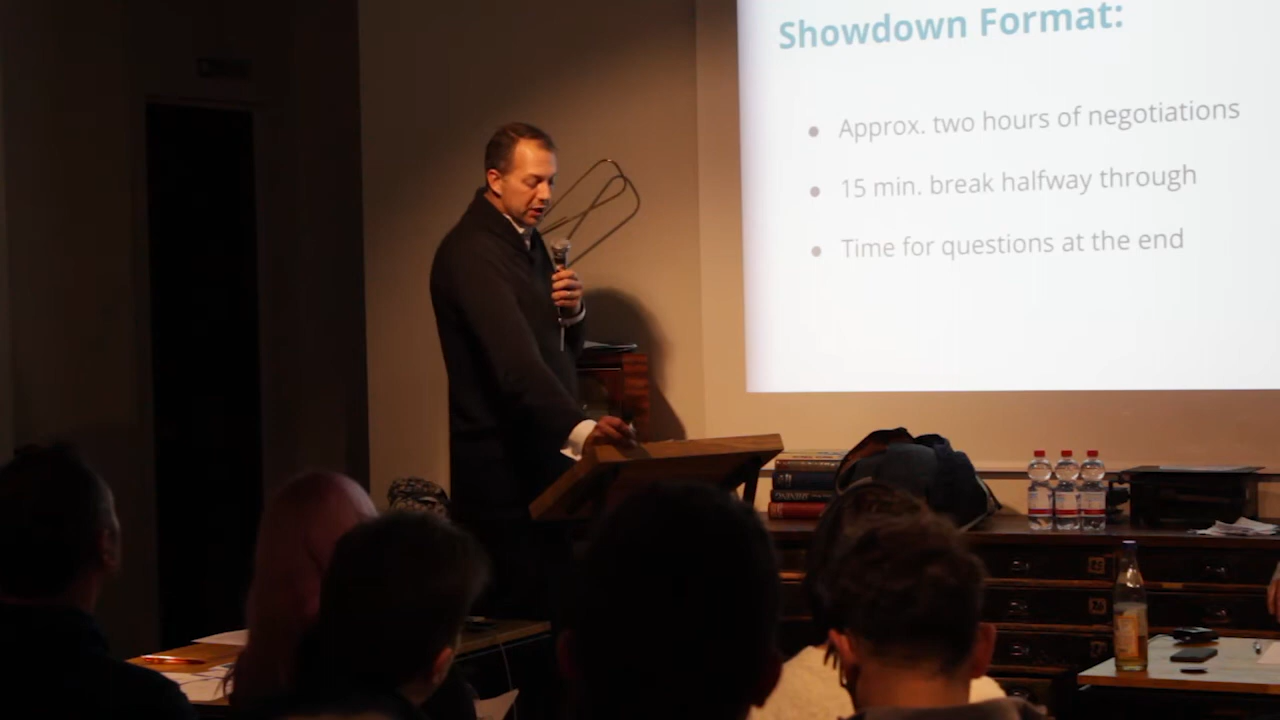 Showdown Format:
Approx. two hours of negotiations
15 min. break halfway through
Time for questions at the end